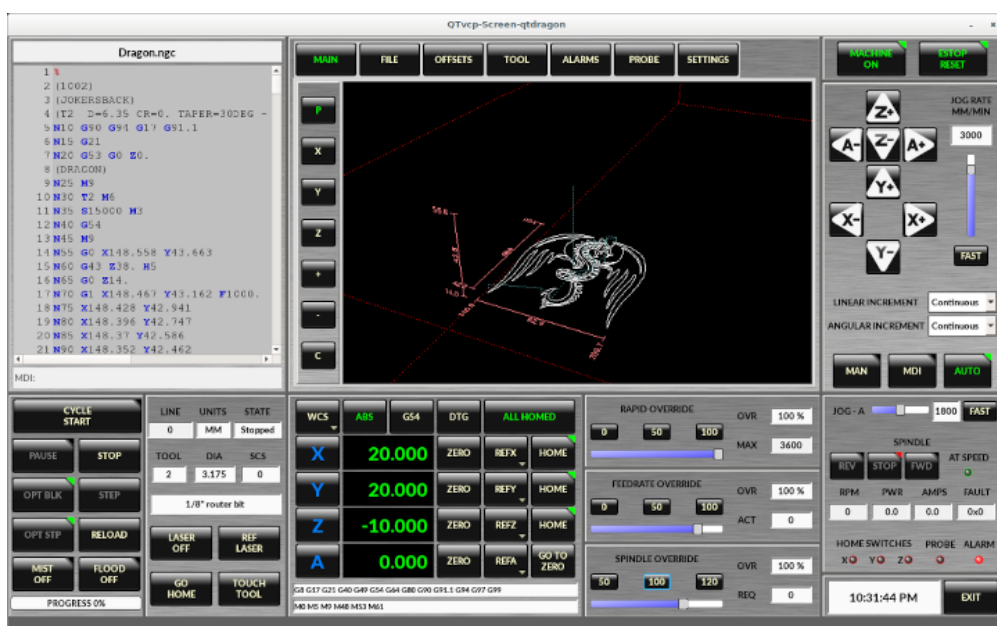 QTvcp-Screen-qtdragon
Dragon.ngc
1 %
2 (1002)
3 (JOKERSBACK)
4 (T2 D=6.35 CR=0. TAPER=30DEG -
5 N10 G90 G94 G17 G91.1
6 N15 G21
7 N20 G53 G0 Z0.
8 (DRAGON)
9 N25 M9
10 N30 T2 M6
11 N35 S15000 M3
12 N40 G54
13 N45 M9
14 N55 G0 X148.558 Y43.663
15 N60 G43 Z38. H5
16 N65 G0 Z14.
17 N70 G1 X148.467 Y43.162 F1000.
18 N75 X148.428 Y42.941
19 N80 X148.396 Y42.747
20 N85 X148.37 Y42.586
21 N90 X148.352 Y42.462
MDI:
MAIN FILE OFFSETS TOOL ALARMS PROBE SETTINGS
P
X
Y
Z
+
-
C
MACHINE ON
ESTOP RESET
JOG RATE
MM/MIN
3000
Z+
A- Z- A+
Y+
X- X+
Y-
FAST
LINEAR INCREMENT Continuous
ANGULAR INCREMENT Continuous
MAN MDI AUTO
CYCLE START
PAUSE STOP
OPT BLK STEP
OPT STP RELOAD
MIST OFF FLOOD OFF
PROGRESS 0%
LINE UNITS STATE
0 MM Stopped
TOOL DIA SCS
2 3.175 0
1/8" router bit
LASER OFF REF LASER
GO HOME TOUCH TOOL
WCS ABS G54 DTG ALL HOMED
X 20.000 ZERO REFX HOME
Y 20.000 ZERO REFY HOME
Z -10.000 ZERO REFZ HOME
A 0.000 ZERO REFA GO TO ZERO
G8 G17 G21 G40 G49 G54 G64 G80 G90 G91.1 G94 G97 G99
M0 M5 M9 M48 M53 M61
RAPID OVERRIDE
0 50 100
OVR 100 %
MAX 3600
FEEDRATE OVERRIDE
0 50 100
OVR 100 %
ACT 0
SPINDLE OVERRIDE
50 100 120
OVR 100 %
REQ 0
JOG - A 1800 FAST
SPINDLE
REV STOP FWD AT SPEED
RPM PWR AMPS FAULT
0 0.0 0.0 0x0
HOME SWITCHES PROBE ALARM
X Y Z
10:31:44 PM EXIT